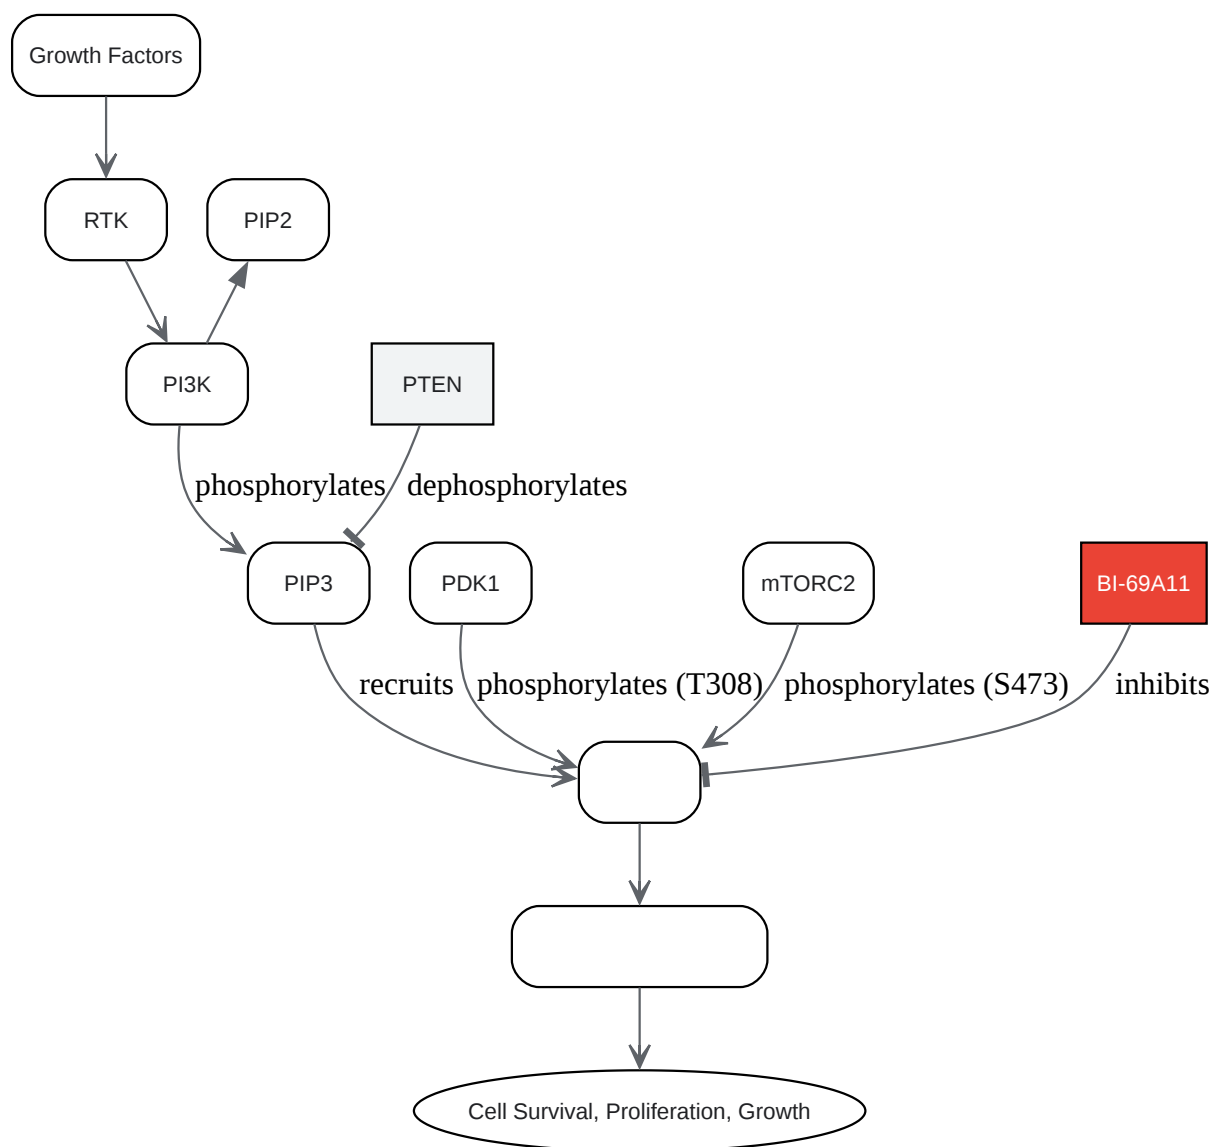 Growth Factors
RTK
PIP2
PI3K
PTEN
phosphorylates
dephosphorylates
PIP3
PDK1
mTORC2
BI-69A11
recruits
phosphorylates (T308)
phosphorylates (S473)
inhibits
Cell Survival, Proliferation, Growth